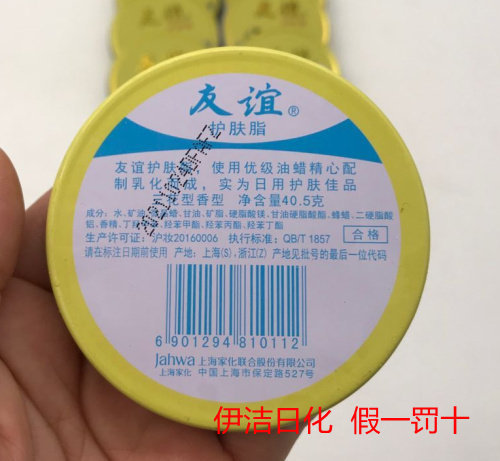 友谊®
护肤脂
友谊护肤 使用优级油蜡精心配
制乳化 成，实为日用护肤佳品
型香型 净含量40.5克
成分：水、矿 蜡、甘油、矿脂、硬脂酸镁、甘油硬脂酸酯、蜂蜡、二硬脂酸
铝、香精、丁 羟苯甲酯、羟苯丙酯、羟苯丁酯
生产许可证：沪妆20160006 执行标准：QB/T 1857 合格
请在标注日期前使用 产地：上海(S)，浙江(Z) 产地见批号的最后一位代码
6 901294 810112
Jahwa 上海家化联合股份有限公司
上海家化 中国上海市保定路527号
伊洁日化 假一罚十